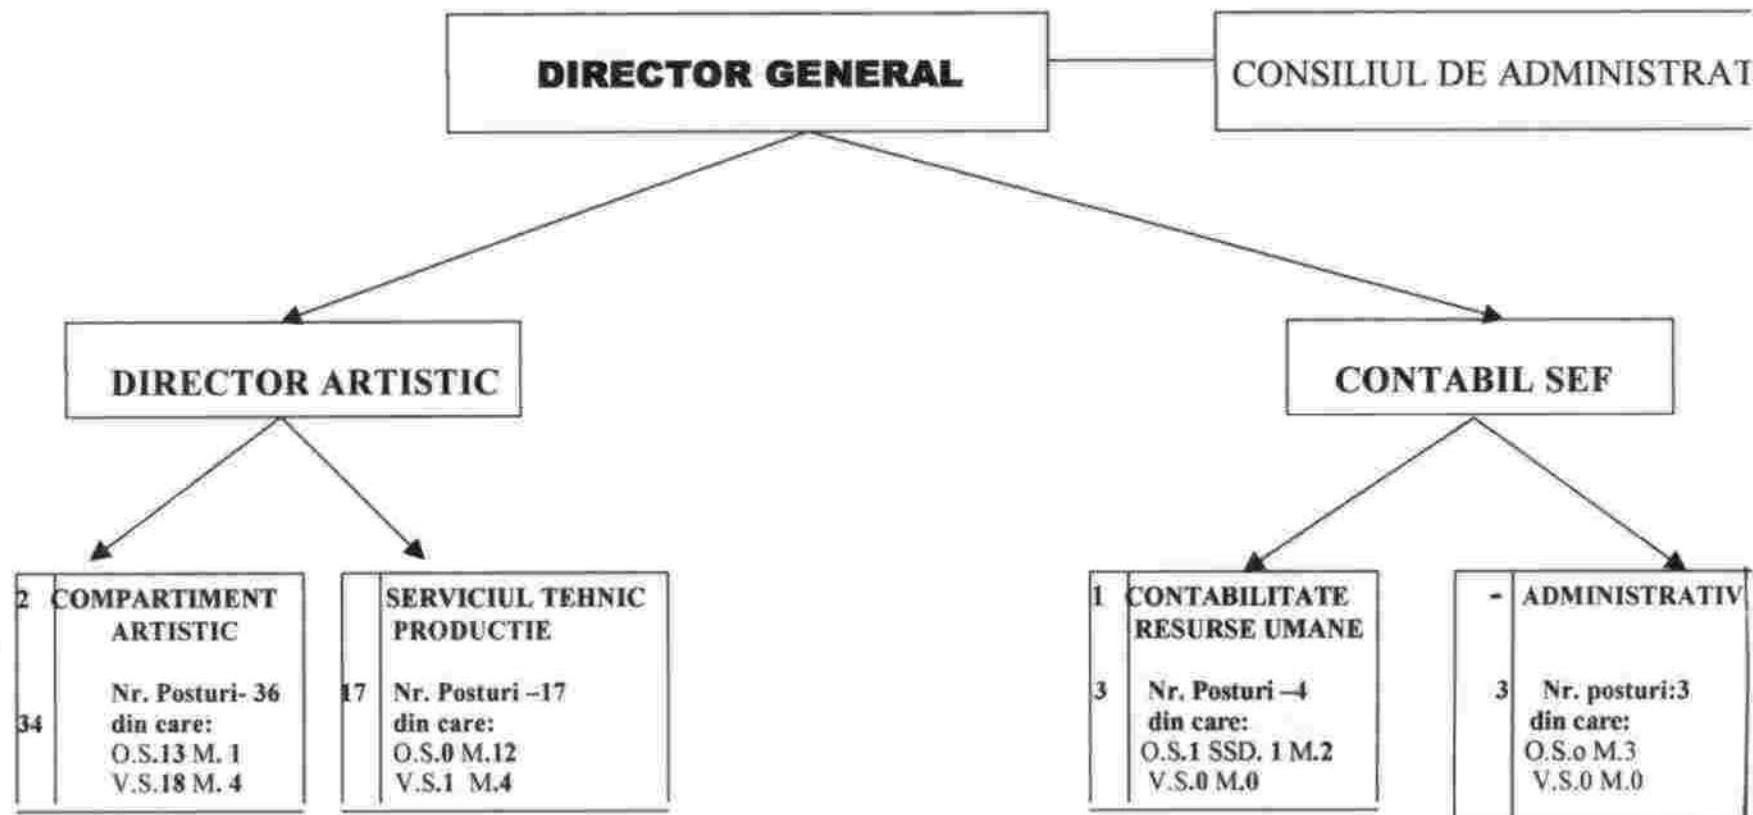 DIRECTOR GENERAL
CONSILIUL DE ADMINISTRAT
DIRECTOR ARTISTIC
CONTABIL SEF
2 COMPARTIMENT
ARTISTIC
Nr. Posturi- 36
34 din care:
O.S.13 M. 1
V.S.18 M. 4
SERVICIUL TEHNIC
PRODUCTIE
17 Nr. Posturi –17
din care:
O.S.0 M.12
V.S.1 M.4
1 CONTABILITATE
RESURSE UMANE
3 Nr. Posturi –4
din care:
O.S.1 SSD. 1 M.2
V.S.0 M.0
- ADMINISTRATIV
3 Nr. posturi:3
din care:
O.S.o M.3
V.S.0 M.0